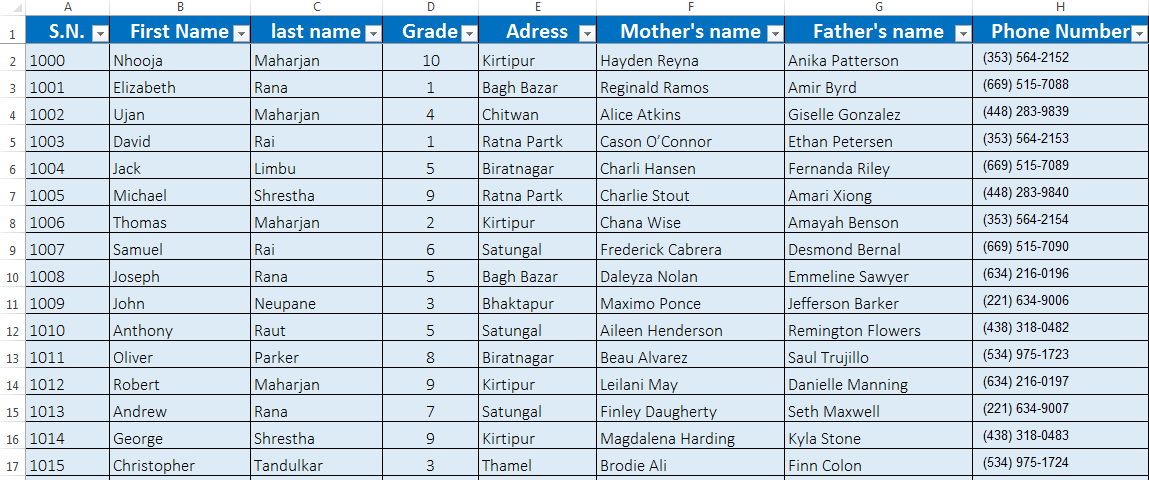 A B C D E F G H
1 S.N. First Name last name Grade Adress Mother's name Father's name Phone Number
2 1000 Nhooja Maharjan 10 Kirtipur Hayden Reyna Anika Patterson (353) 564-2152
3 1001 Elizabeth Rana 1 Bagh Bazar Reginald Ramos Amir Byrd (669) 515-7088
4 1002 Ujan Maharjan 4 Chitwan Alice Atkins Giselle Gonzalez (448) 283-9839
5 1003 David Rai 1 Ratna Partk Cason O’Connor Ethan Petersen (353) 564-2153
6 1004 Jack Limbu 5 Biratnagar Charli Hansen Fernanda Riley (669) 515-7089
7 1005 Michael Shrestha 9 Ratna Partk Charlie Stout Amari Xiong (448) 283-9840
8 1006 Thomas Maharjan 2 Kirtipur Chana Wise Amayah Benson (353) 564-2154
9 1007 Samuel Rai 6 Satungal Frederick Cabrera Desmond Bernal (669) 515-7090
10 1008 Joseph Rana 5 Bagh Bazar Daleyza Nolan Emmeline Sawyer (634) 216-0196
11 1009 John Neupane 3 Bhaktapur Maximo Ponce Jefferson Barker (221) 634-9006
12 1010 Anthony Raut 5 Satungal Aileen Henderson Remington Flowers (438) 318-0482
13 1011 Oliver Parker 8 Biratnagar Beau Alvarez Saul Trujillo (534) 975-1723
14 1012 Robert Maharjan 9 Kirtipur Leilani May Danielle Manning (634) 216-0197
15 1013 Andrew Rana 7 Satungal Finley Daugherty Seth Maxwell (221) 634-9007
16 1014 George Shrestha 9 Kirtipur Magdalena Harding Kyla Stone (438) 318-0483
17 1015 Christopher Tandulkar 3 Thamel Brodie Ali Finn Colon (534) 975-1724